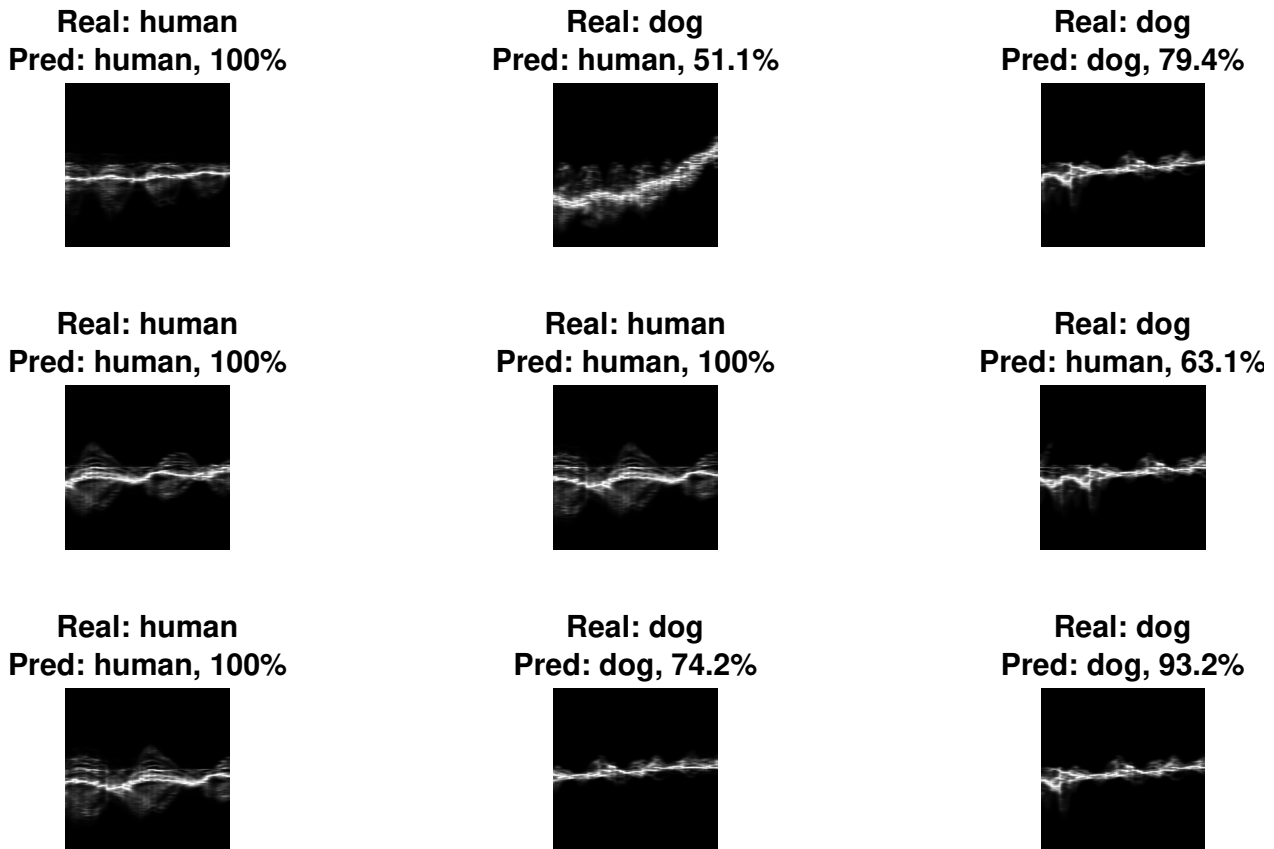 Real: human
Pred: human, 100%
Real: dog
Pred: human, 51.1%
Real: dog
Pred: dog, 79.4%
Real: human
Pred: human, 100%
Real: human
Pred: human, 100%
Real: dog
Pred: human, 63.1%
Real: human
Pred: human, 100%
Real: dog
Pred: dog, 74.2%
Real: dog
Pred: dog, 93.2%